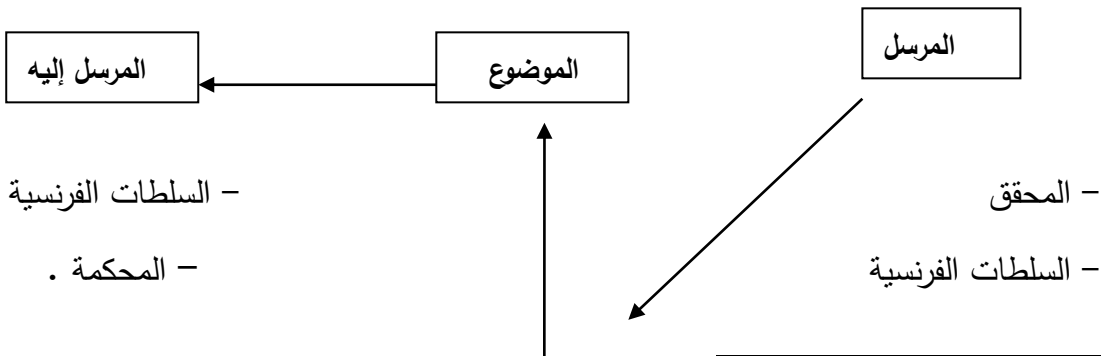 المرسل
الموضوع
المرسل إليه
– المحقق
– السلطات الفرنسية
– السلطات الفرنسية
– المحكمة .